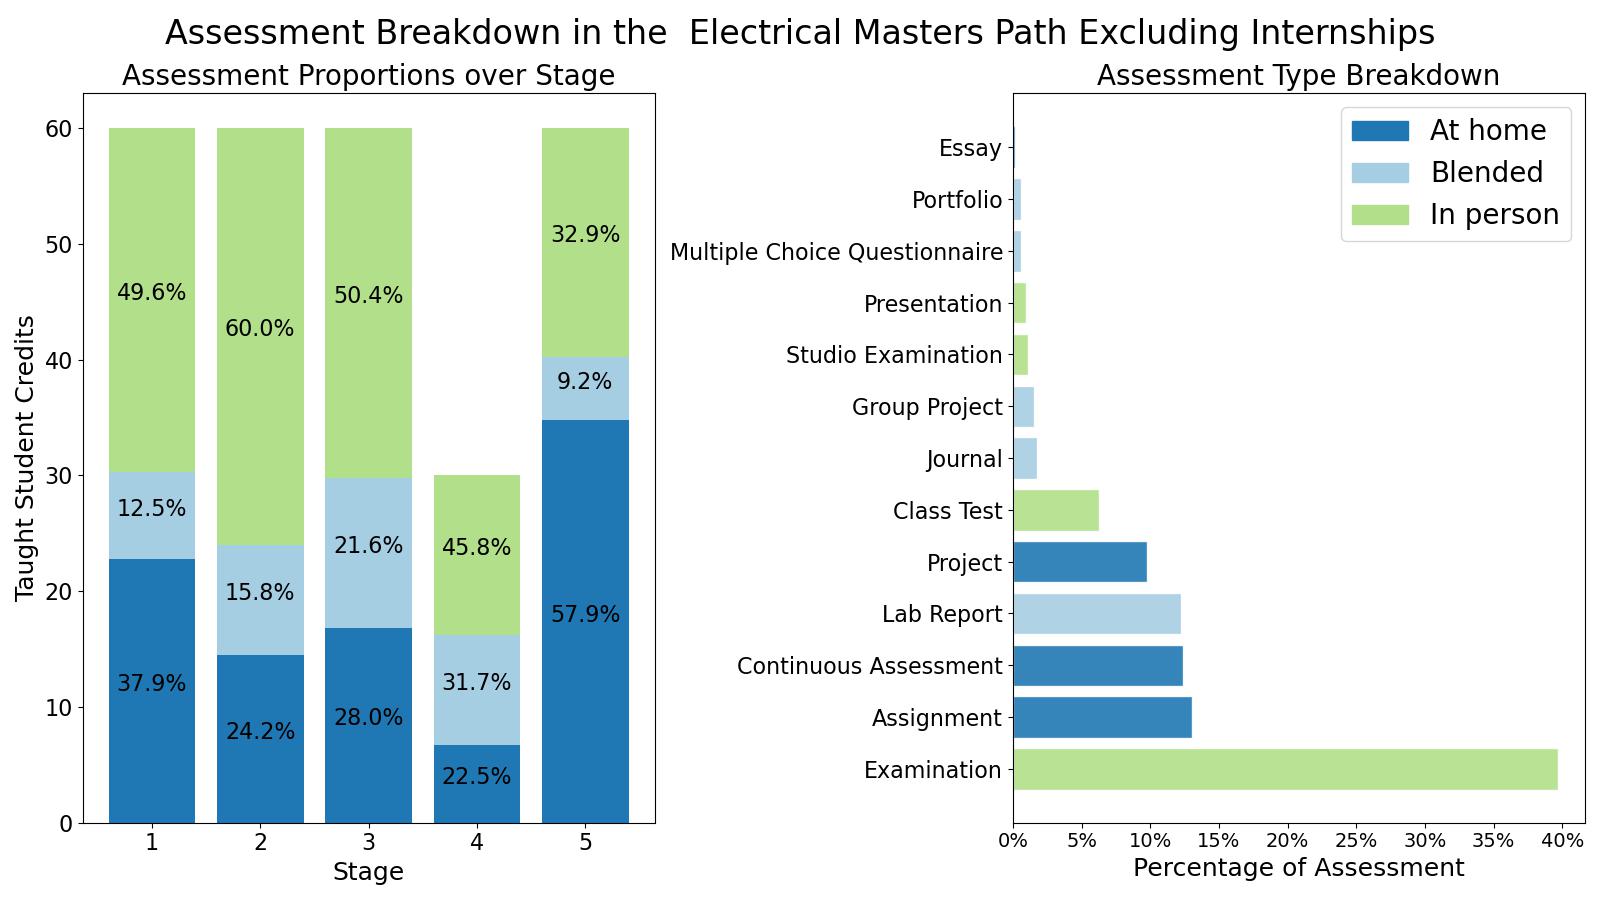 Assessment Breakdown in the  Electrical Masters Path Excluding Internships
Assessment Proportions over Stage
Taught Student Credits
60
50
40
30
20
10
0
49.6%
12.5%
37.9%
60.0%
15.8%
24.2%
50.4%
21.6%
28.0%
45.8%
31.7%
22.5%
32.9%
9.2%
57.9%
1 2 3 4 5
Stage
Assessment Type Breakdown
At home
Blended
In person
Essay
Portfolio
Multiple Choice Questionnaire
Presentation
Studio Examination
Group Project
Journal
Class Test
Project
Lab Report
Continuous Assessment
Assignment
Examination
0% 5% 10% 15% 20% 25% 30% 35% 40%
Percentage of Assessment